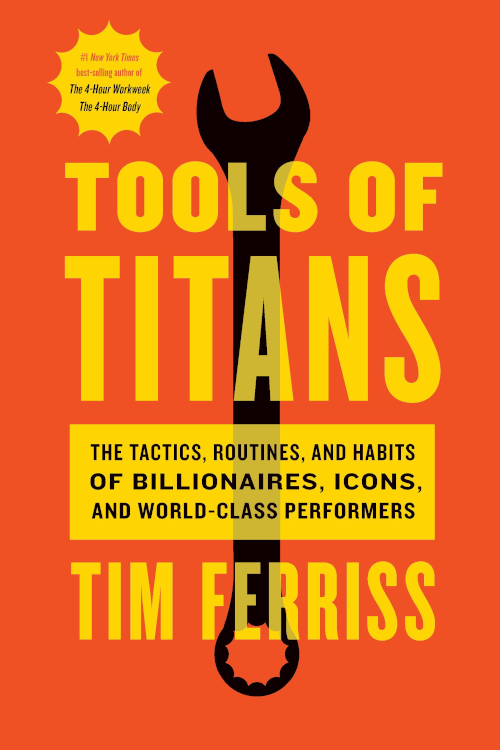 #1 New York Times
best-selling author of
The 4-Hour Workweek
The 4-Hour Body
TOOLS OF
TITANS
THE TACTICS, ROUTINES, AND HABITS
OF BILLIONAIRES, ICONS,
AND WORLD-CLASS PERFORMERS
TIM FERRISS